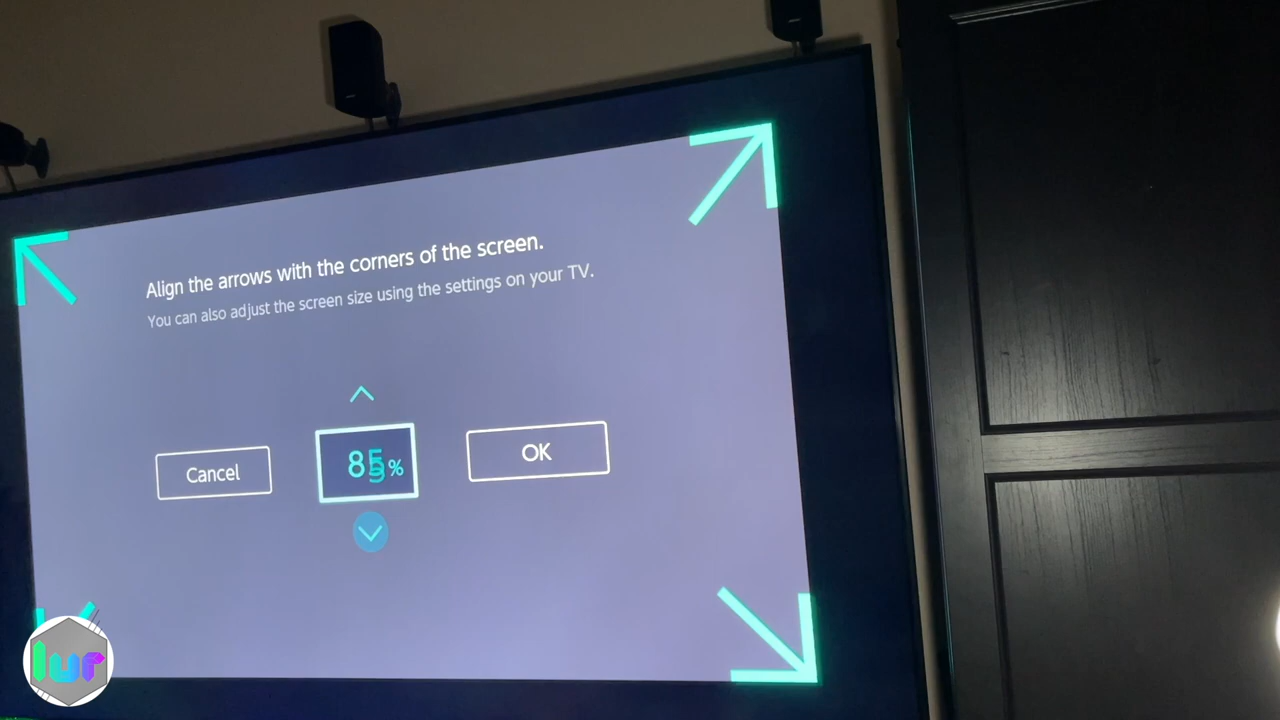 Align the arrows with the corners of the screen.
You can also adjust the screen size using the settings on your TV.
Cancel
OK
lur